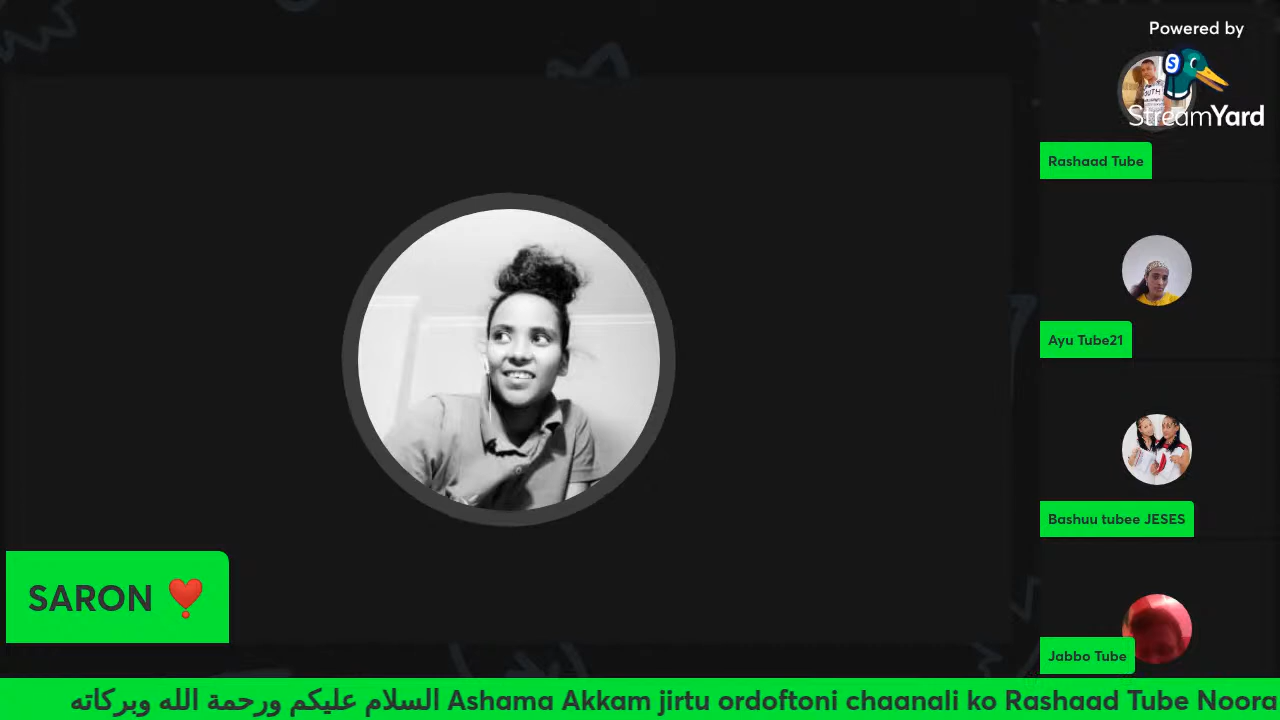 Powered by
StreamYard
Rashaad Tube
Ayu Tube21
Bashuu tubee JESES
SARON ❣️
Jabbo Tube
السلام عليكم ورحمة الله وبركاته Ashama Akkam jirtu ordoftoni chaanali ko Rashaad Tube Noora